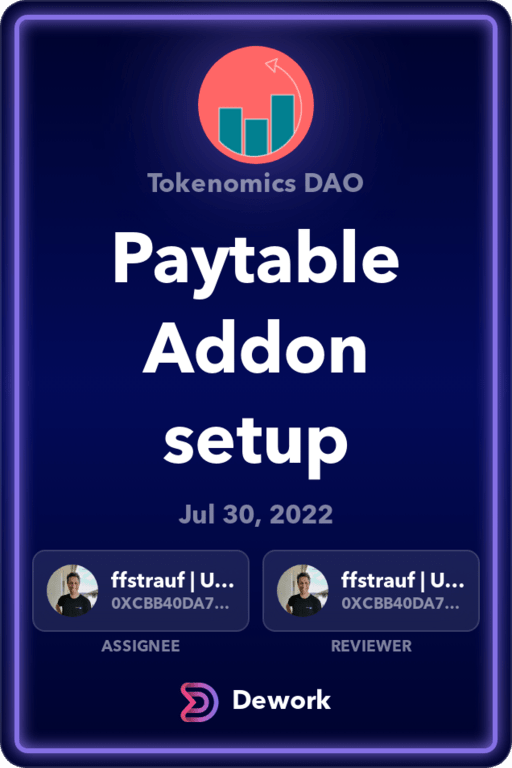 Tokenomics DAO
Paytable
Addon
setup
Jul 30, 2022
ffstrauf | U...
0XCBB40DA7...
ASSIGNEE
ffstrauf | U...
0XCBB40DA7...
REVIEWER
Dework